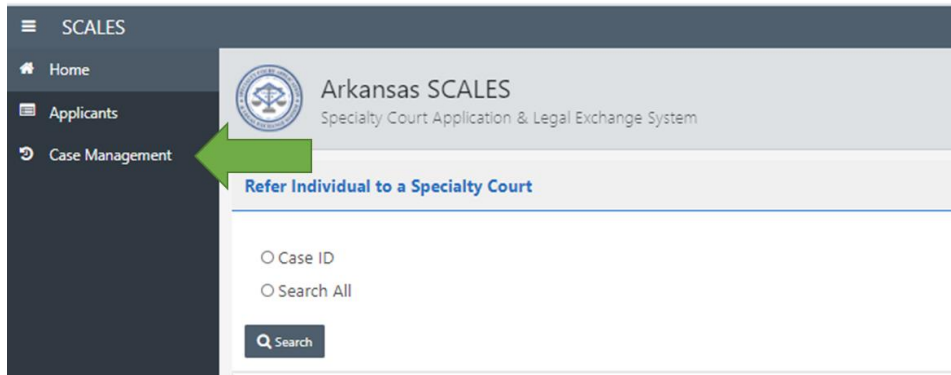 SCALES
Home
Applicants
Case Management
Arkansas SCALES
Specialty Court Application & Legal Exchange System
Refer Individual to a Specialty Court
Case ID
Search All
Search